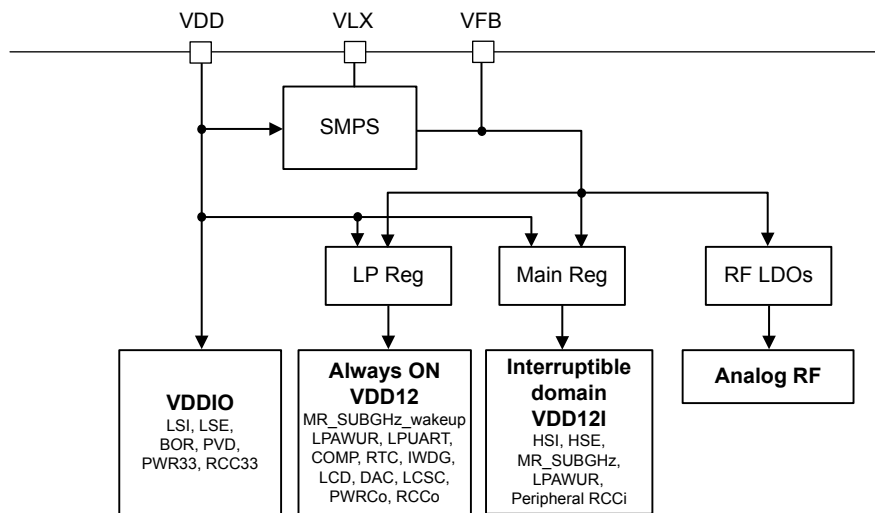 VDD VLX VFB
SMPS
LP Reg Main Reg RF LDOs
VDDIO
LSI, LSE,
BOR, PVD,
PWR33, RCC33
Always ON
VDD12
MR_SUBGHz_wakeup
LPAWUR, LPUART,
COMP, RTC, IWDG,
LCD, DAC, LCSC,
PWRCo, RCCo
Interruptible
domain
VDD12I
HSI, HSE,
MR_SUBGHz,
LPAWUR,
Peripheral RCCi
Analog RF